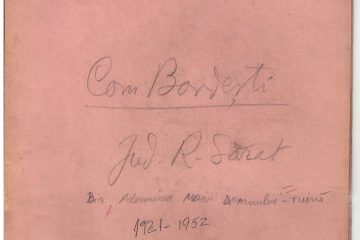 Com Bordești
Jud. R-Sărat
Bis Adormirea Maicii Domnului -
1921-1952